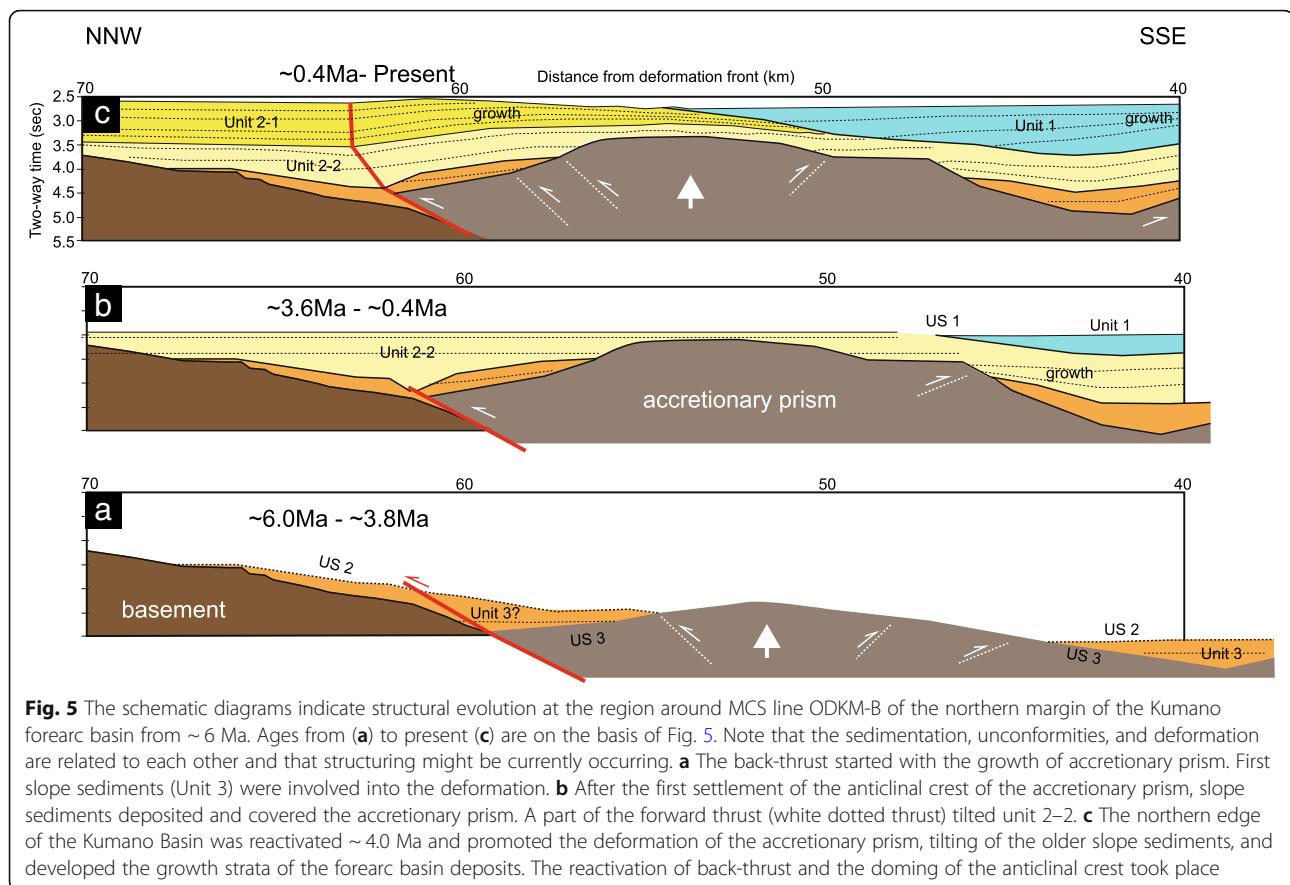 NNW
SSE
~0.4Ma- Present
Distance from deformation front (km)
70
60
50
40
c
Two-way time (sec)
2.5
3.0
3.5
4.0
4.5
5.0
5.5
Unit 2-1
growth
Unit 1
growth
Unit 2-2
70
60
50
40
b
~3.6Ma - ~0.4Ma
US 1
Unit 1
Unit 2-2
growth
accretionary prism
70
60
50
40
a
~6.0Ma - ~3.8Ma
US 2
basement
Unit 3?
US 3
US 2
US 3
Unit 3
Fig. 5 The schematic diagrams indicate structural evolution at the region around MCS line ODKM-B of the northern margin of the Kumano
forearc basin from ~ 6 Ma. Ages from (a) to present (c) are on the basis of Fig. 5. Note that the sedimentation, unconformities, and deformation
are related to each other and that structuring might be currently occurring. a The back-thrust started with the growth of accretionary prism. First
slope sediments (Unit 3) were involved into the deformation. b After the first settlement of the anticlinal crest of the accretionary prism, slope
sediments deposited and covered the accretionary prism. A part of the forward thrust (white dotted thrust) tilted unit 2–2. c The northern edge
of the Kumano Basin was reactivated ~ 4.0 Ma and promoted the deformation of the accretionary prism, tilting of the older slope sediments, and
developed the growth strata of the forearc basin deposits. The reactivation of back-thrust and the doming of the anticlinal crest took place